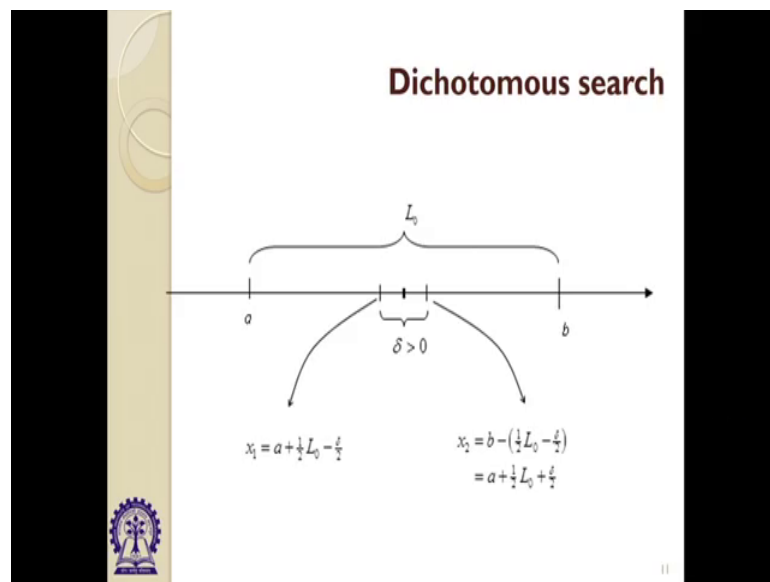 Dichotomous search
L₀
a
b
δ > 0
x₁ = a + ½ L₀ − δ/2
x₂ = b − (½ L₀ − δ/2)
= a + ½ L₀ + δ/2
11